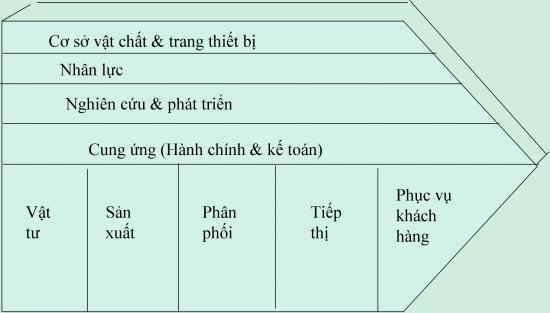 Cơ sở vật chất & trang thiết bị
Nhân lực
Nghiên cứu & phát triển
Cung ứng (Hành chính & kế toán)
Vật
tư
Sản
xuất
Phân
phối
Tiếp
thị
Phục vụ
khách
hàng